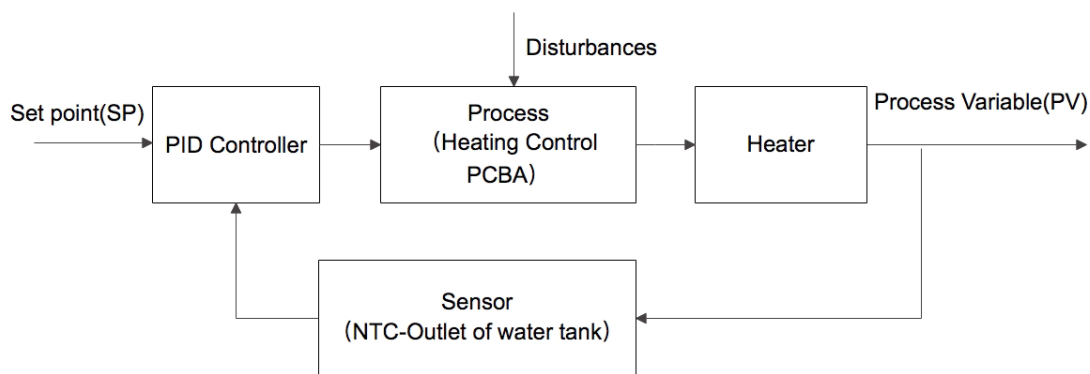 Disturbances
Set point(SP)
PID Controller
Process
（Heating Control
PCBA）
Heater
Process Variable(PV)
Sensor
（NTC-Outlet of water tank）